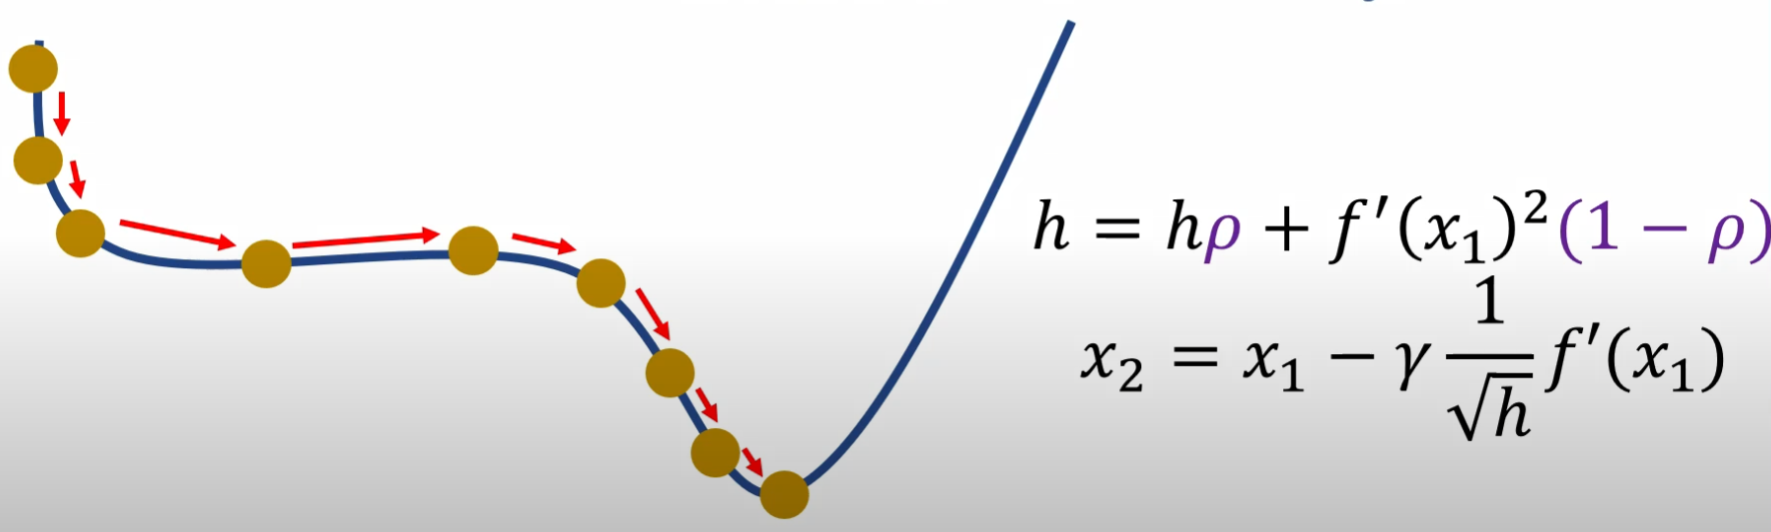 h = hρ + f′(x₁)²(1 − ρ)
x₂ = x₁ − γ 1/√h f′(x₁)